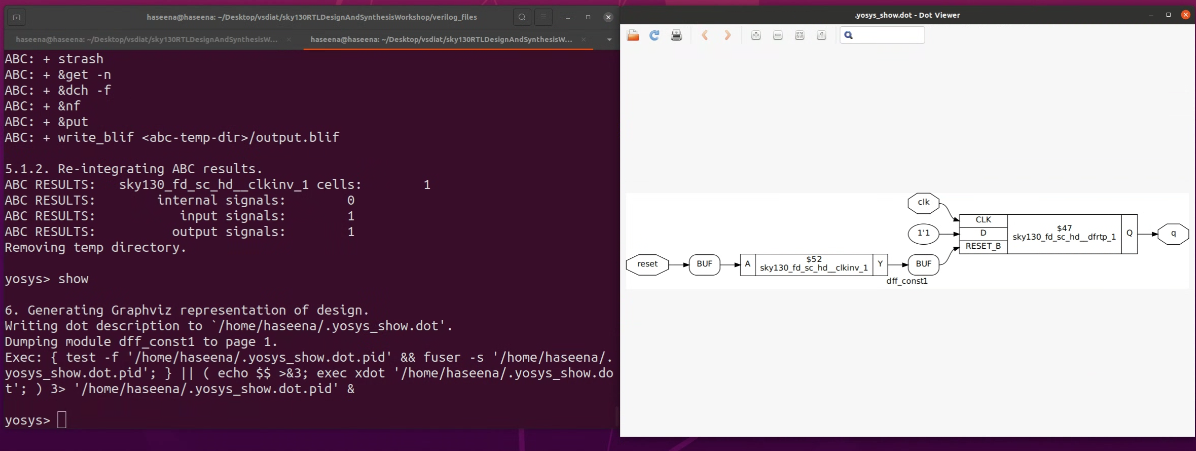 haseena@haseena: ~/Desktop/vsdiat/sky130RTLDesignAndSynthesisWorkshop/verilog_files
haseena@haseena: ~/Desktop/vsdiat/sky130RTLDesignAndSynthesisW...
haseena@haseena: ~/Desktop/vsdiat/sky130RTLDesignAndSynthesisW...
ABC: + strash
ABC: + &get -n
ABC: + &dch -f
ABC: + &nf
ABC: + &put
ABC: + write_blif <abc-temp-dir>/output.blif
5.1.2. Re-integrating ABC results.
ABC RESULTS:   sky130_fd_sc_hd__clkinv_1 cells:        1
ABC RESULTS:        internal signals:        0
ABC RESULTS:           input signals:        1
ABC RESULTS:          output signals:        1
Removing temp directory.
yosys> show
6. Generating Graphviz representation of design.
Writing dot description to `/home/haseena/.yosys_show.dot'.
Dumping module dff_const1 to page 1.
Exec: { test -f '/home/haseena/.yosys_show.dot.pid' && fuser -s '/home/haseena/.
yosys_show.dot.pid'; } || ( echo $$ >&3; exec xdot '/home/haseena/.yosys_show.do
t'; ) 3> '/home/haseena/.yosys_show.dot.pid' &
yosys>
.yosys_show.dot - Dot Viewer
clk
CLK
1'1
D
RESET_B
$47
sky130_fd_sc_hd__dfrtp_1
Q
q
reset
BUF
A
$52
sky130_fd_sc_hd__clkinv_1
Y
BUF
dff_const1